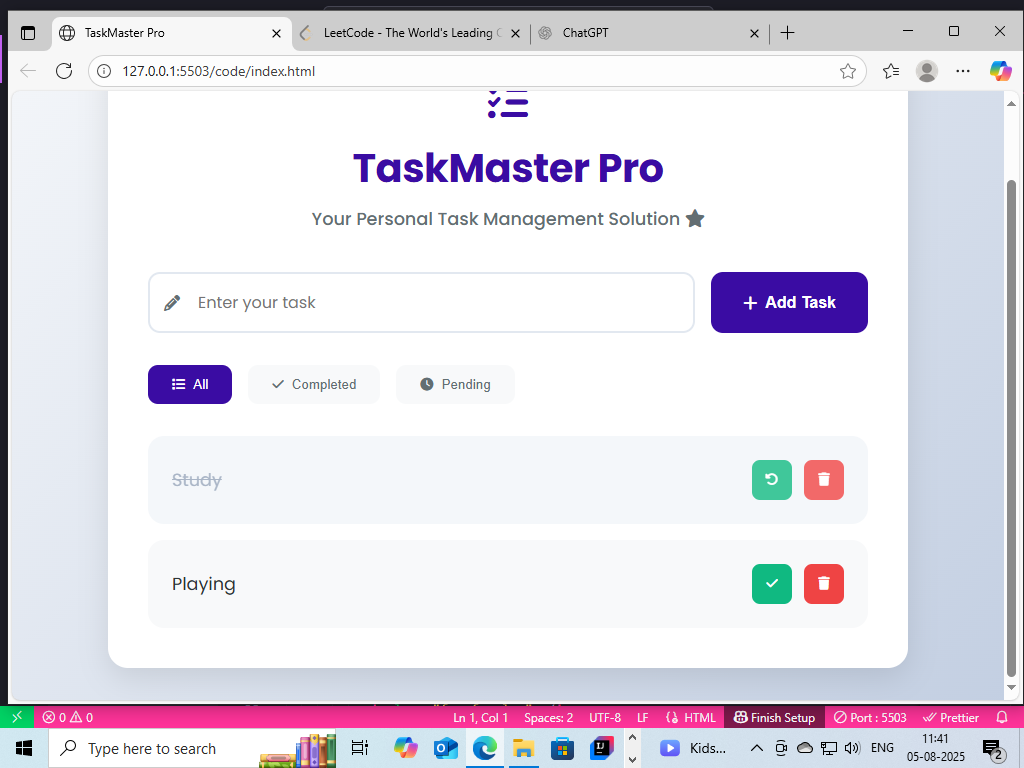 TaskMaster Pro
LeetCode - The World's Leading
ChatGPT
127.0.0.1:5503/code/index.html
TaskMaster Pro
Your Personal Task Management Solution
Enter your task
+ Add Task
All
Completed
Pending
Study
Playing
0 0
Ln 1, Col 1
Spaces: 2
UTF-8
LF
HTML
Finish Setup
Port : 5503
Prettier
Type here to search
Kids...
ENG
11:41
05-08-2025
2